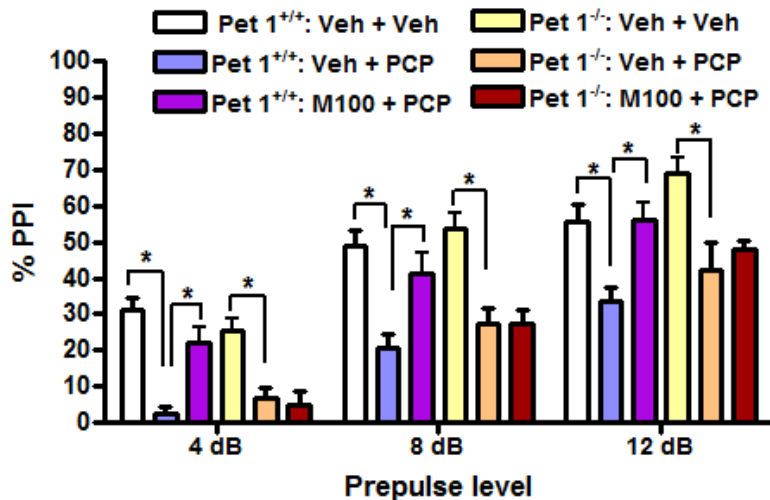 Pet 1+/+: Veh + Veh
Pet 1-/-: Veh + Veh
Pet 1+/+: Veh + PCP
Pet 1-/-: Veh + PCP
Pet 1+/+: M100 + PCP
Pet 1-/-: M100 + PCP
% PPI
100
90
80
70
60
50
40
30
20
10
0
* * *
* * *
* * *
4 dB 8 dB 12 dB
Prepulse level